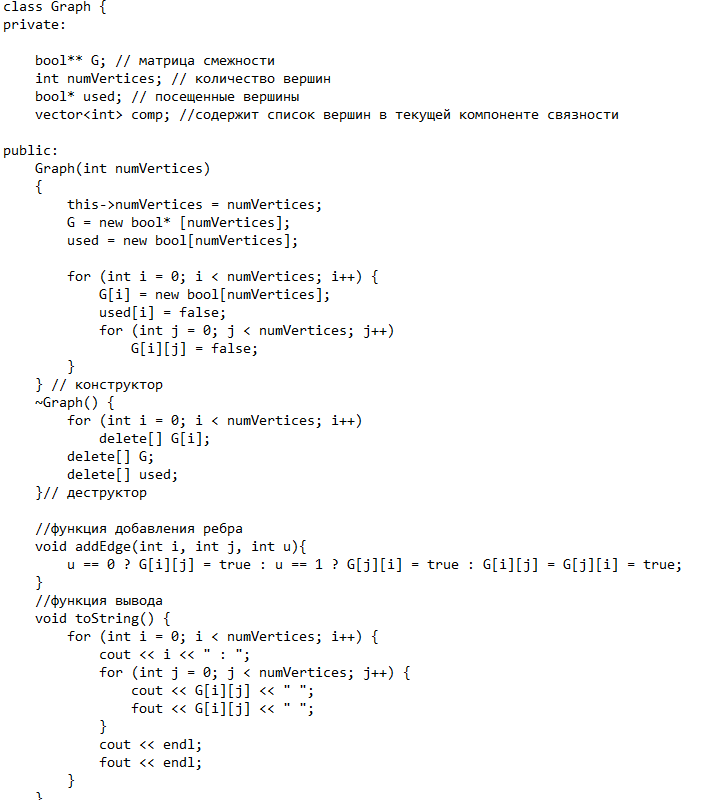 class Graph {
private:
bool** G; // матрица смежности
int numVertices; // количество вершин
bool* used; // посещенные вершины
vector<int> comp; //содержит список вершин в текущей компоненте связности
public:
Graph(int numVertices)
{
this->numVertices = numVertices;
G = new bool* [numVertices];
used = new bool[numVertices];
for (int i = 0; i < numVertices; i++) {
G[i] = new bool[numVertices];
used[i] = false;
for (int j = 0; j < numVertices; j++)
G[i][j] = false;
}
} // конструктор
~Graph() {
for (int i = 0; i < numVertices; i++)
delete[] G[i];
delete[] G;
delete[] used;
}// деструктор
//функция добавления ребра
void addEdge(int i, int j, int u){
u == 0 ? G[i][j] = true : u == 1 ? G[j][i] = true : G[i][j] = G[j][i] = true;
}
//функция вывода
void toString() {
for (int i = 0; i < numVertices; i++) {
cout << i << " : ";
for (int j = 0; j < numVertices; j++) {
cout << G[i][j] << " ";
fout << G[i][j] << " ";
}
cout << endl;
fout << endl;
}
}